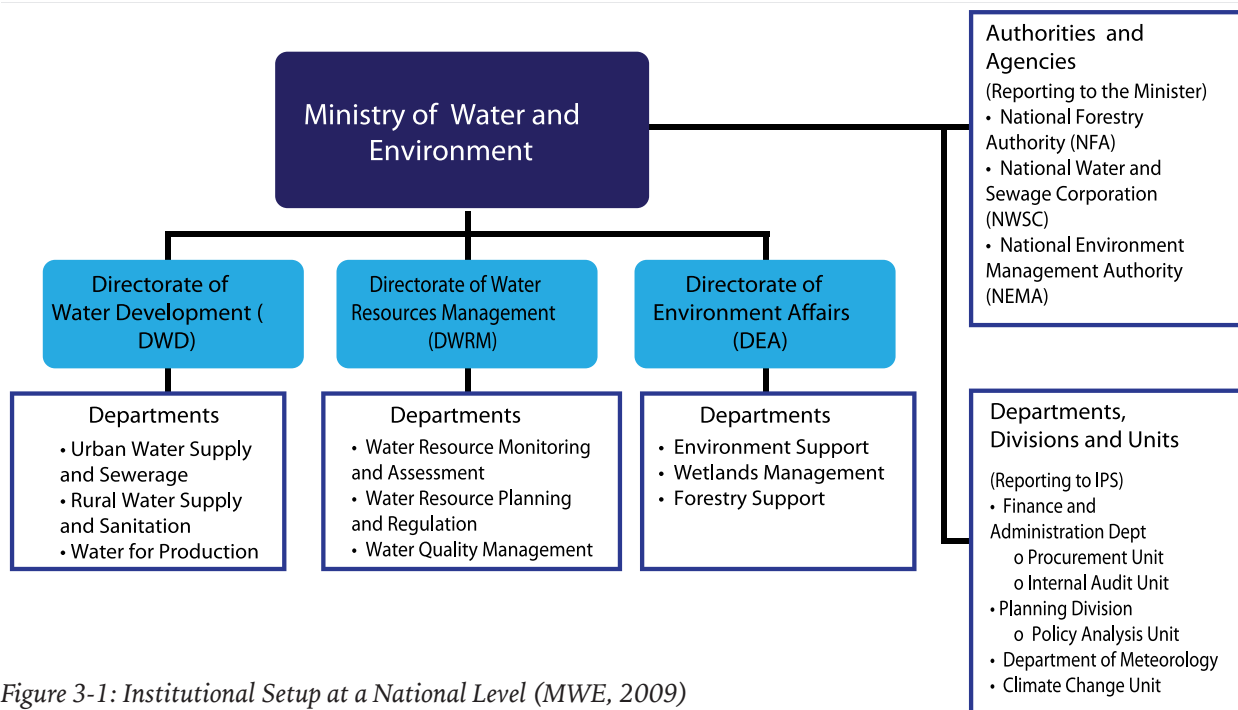 Ministry of Water and
Environment
Directorate of
Water Development (
DWD)
Directorate of Water
Resources Management
(DWRM)
Directorate of
Environment Affairs
(DEA)
Departments
• Urban Water Supply
and Sewerage
• Rural Water Supply
and Sanitation
• Water for Production
Departments
• Water Resource Monitoring
and Assessment
• Water Resource Planning
and Regulation
• Water Quality Management
Departments
• Environment Support
• Wetlands Management
• Forestry Support
Authorities and
Agencies
(Reporting to the Minister)
• National Forestry
Authority (NFA)
• National Water and
Sewage Corporation
(NWSC)
• National Environment
Management Authority
(NEMA)
Departments,
Divisions and Units
(Reporting to IPS)
• Finance and
Administration Dept
o Procurement Unit
o Internal Audit Unit
• Planning Division
o Policy Analysis Unit
• Department of Meteorology
• Climate Change Unit
Figure 3-1: Institutional Setup at a National Level (MWE, 2009)